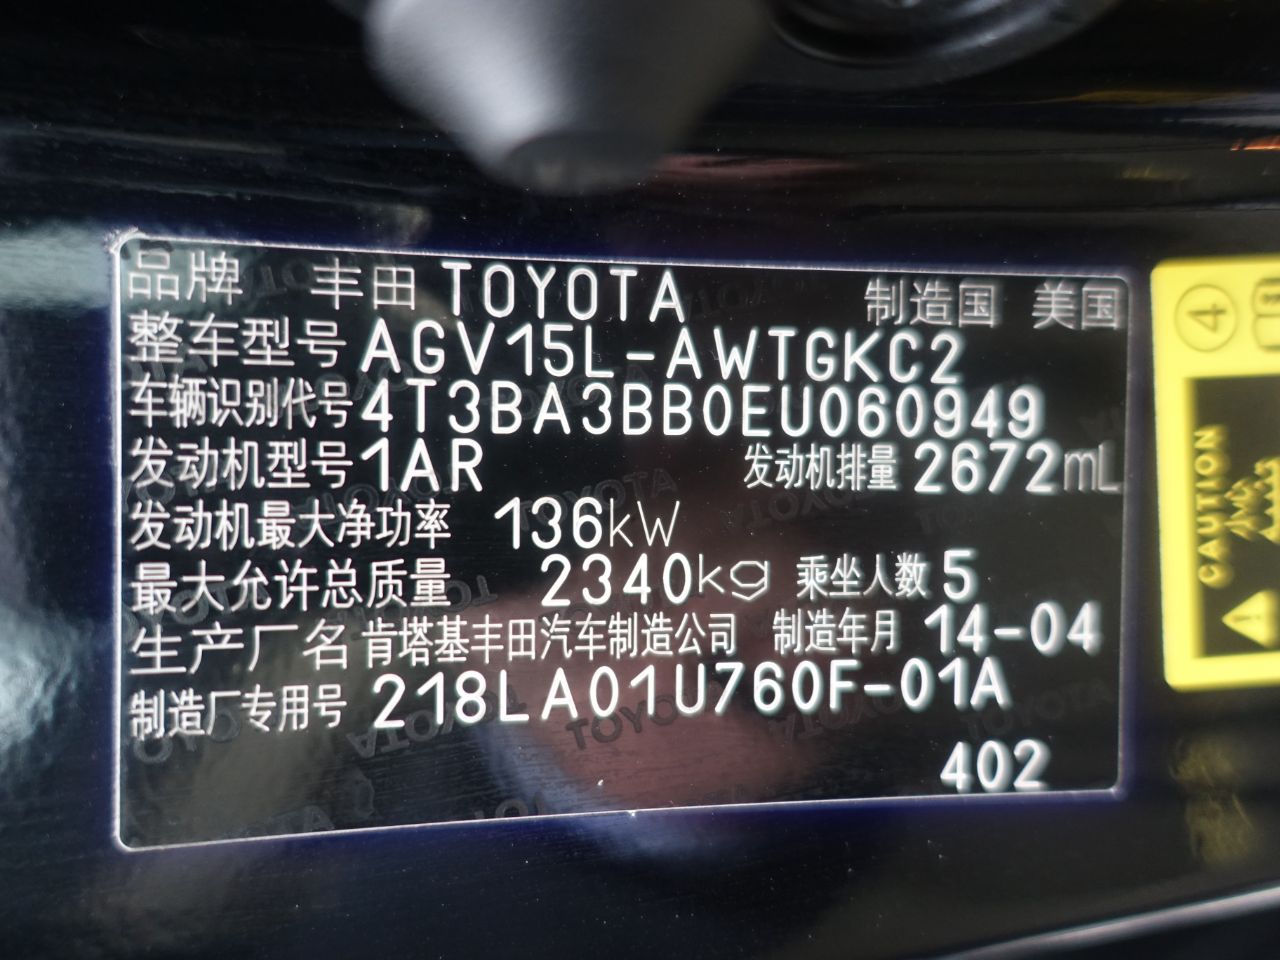 品牌 丰田 TOYOTA 制造国 美国
整车型号 AGV15L-AWTGKC2
车辆识别代号 4T3BA3BB0EU060949
发动机型号 1AR 发动机排量 2672mL
发动机最大净功率 136kW
最大允许总质量 2340kg 乘坐人数 5
生产厂名 肯塔基丰田汽车制造公司 制造年月 14-04
制造厂专用号 218LA01U760F-01A
402
4
CAUTION